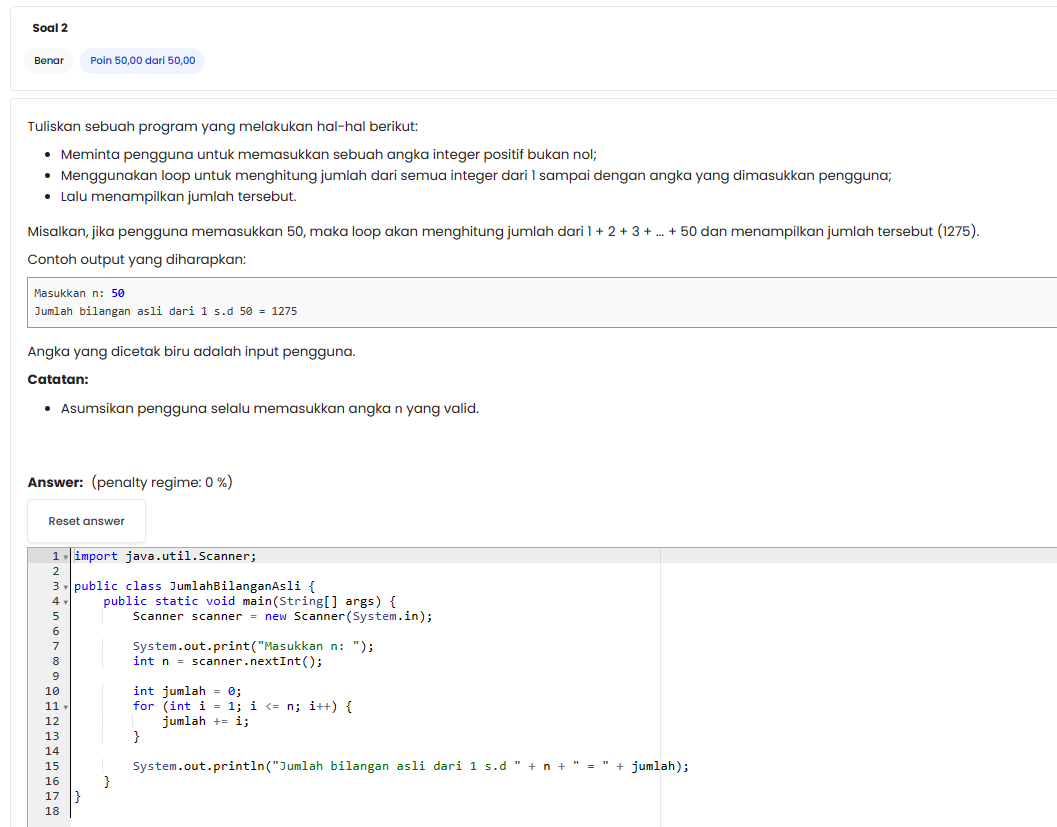 Soal 2
Benar
Poin 50,00 dari 50,00
Tuliskan sebuah program yang melakukan hal-hal berikut:
• Meminta pengguna untuk memasukkan sebuah angka integer positif bukan nol;
• Menggunakan loop untuk menghitung jumlah dari semua integer dari 1 sampai dengan angka yang dimasukkan pengguna;
• Lalu menampilkan jumlah tersebut.
Misalkan, jika pengguna memasukkan 50, maka loop akan menghitung jumlah dari 1 + 2 + 3 + ... + 50 dan menampilkan jumlah tersebut (1275).
Contoh output yang diharapkan:
Masukkan n: 50
Jumlah bilangan asli dari 1 s.d 50 = 1275
Angka yang dicetak biru adalah input pengguna.
Catatan:
• Asumsikan pengguna selalu memasukkan angka n yang valid.
Answer: (penalty regime: 0 %)
Reset answer
1 import java.util.Scanner;
2
3 public class JumlahBilanganAsli {
4     public static void main(String[] args) {
5         Scanner scanner = new Scanner(System.in);
6
7         System.out.print("Masukkan n: ");
8         int n = scanner.nextInt();
9
10         int jumlah = 0;
11         for (int i = 1; i <= n; i++) {
12             jumlah += i;
13         }
14
15         System.out.println("Jumlah bilangan asli dari 1 s.d " + n + " = " + jumlah);
16     }
17 }
18